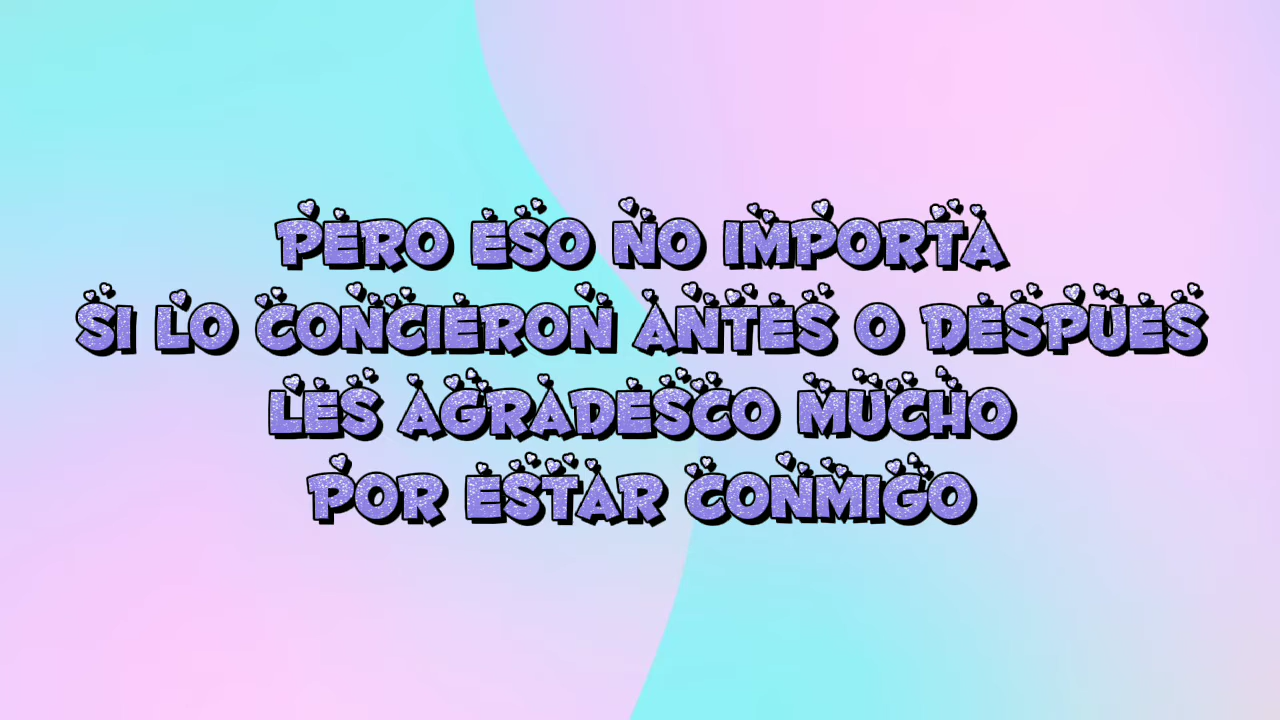 PERO ESO NO IMPORTA
SI LO CONCIERON ANTES O DESPUES
LES AGRADESCO MUCHO
POR ESTAR CONMIGO